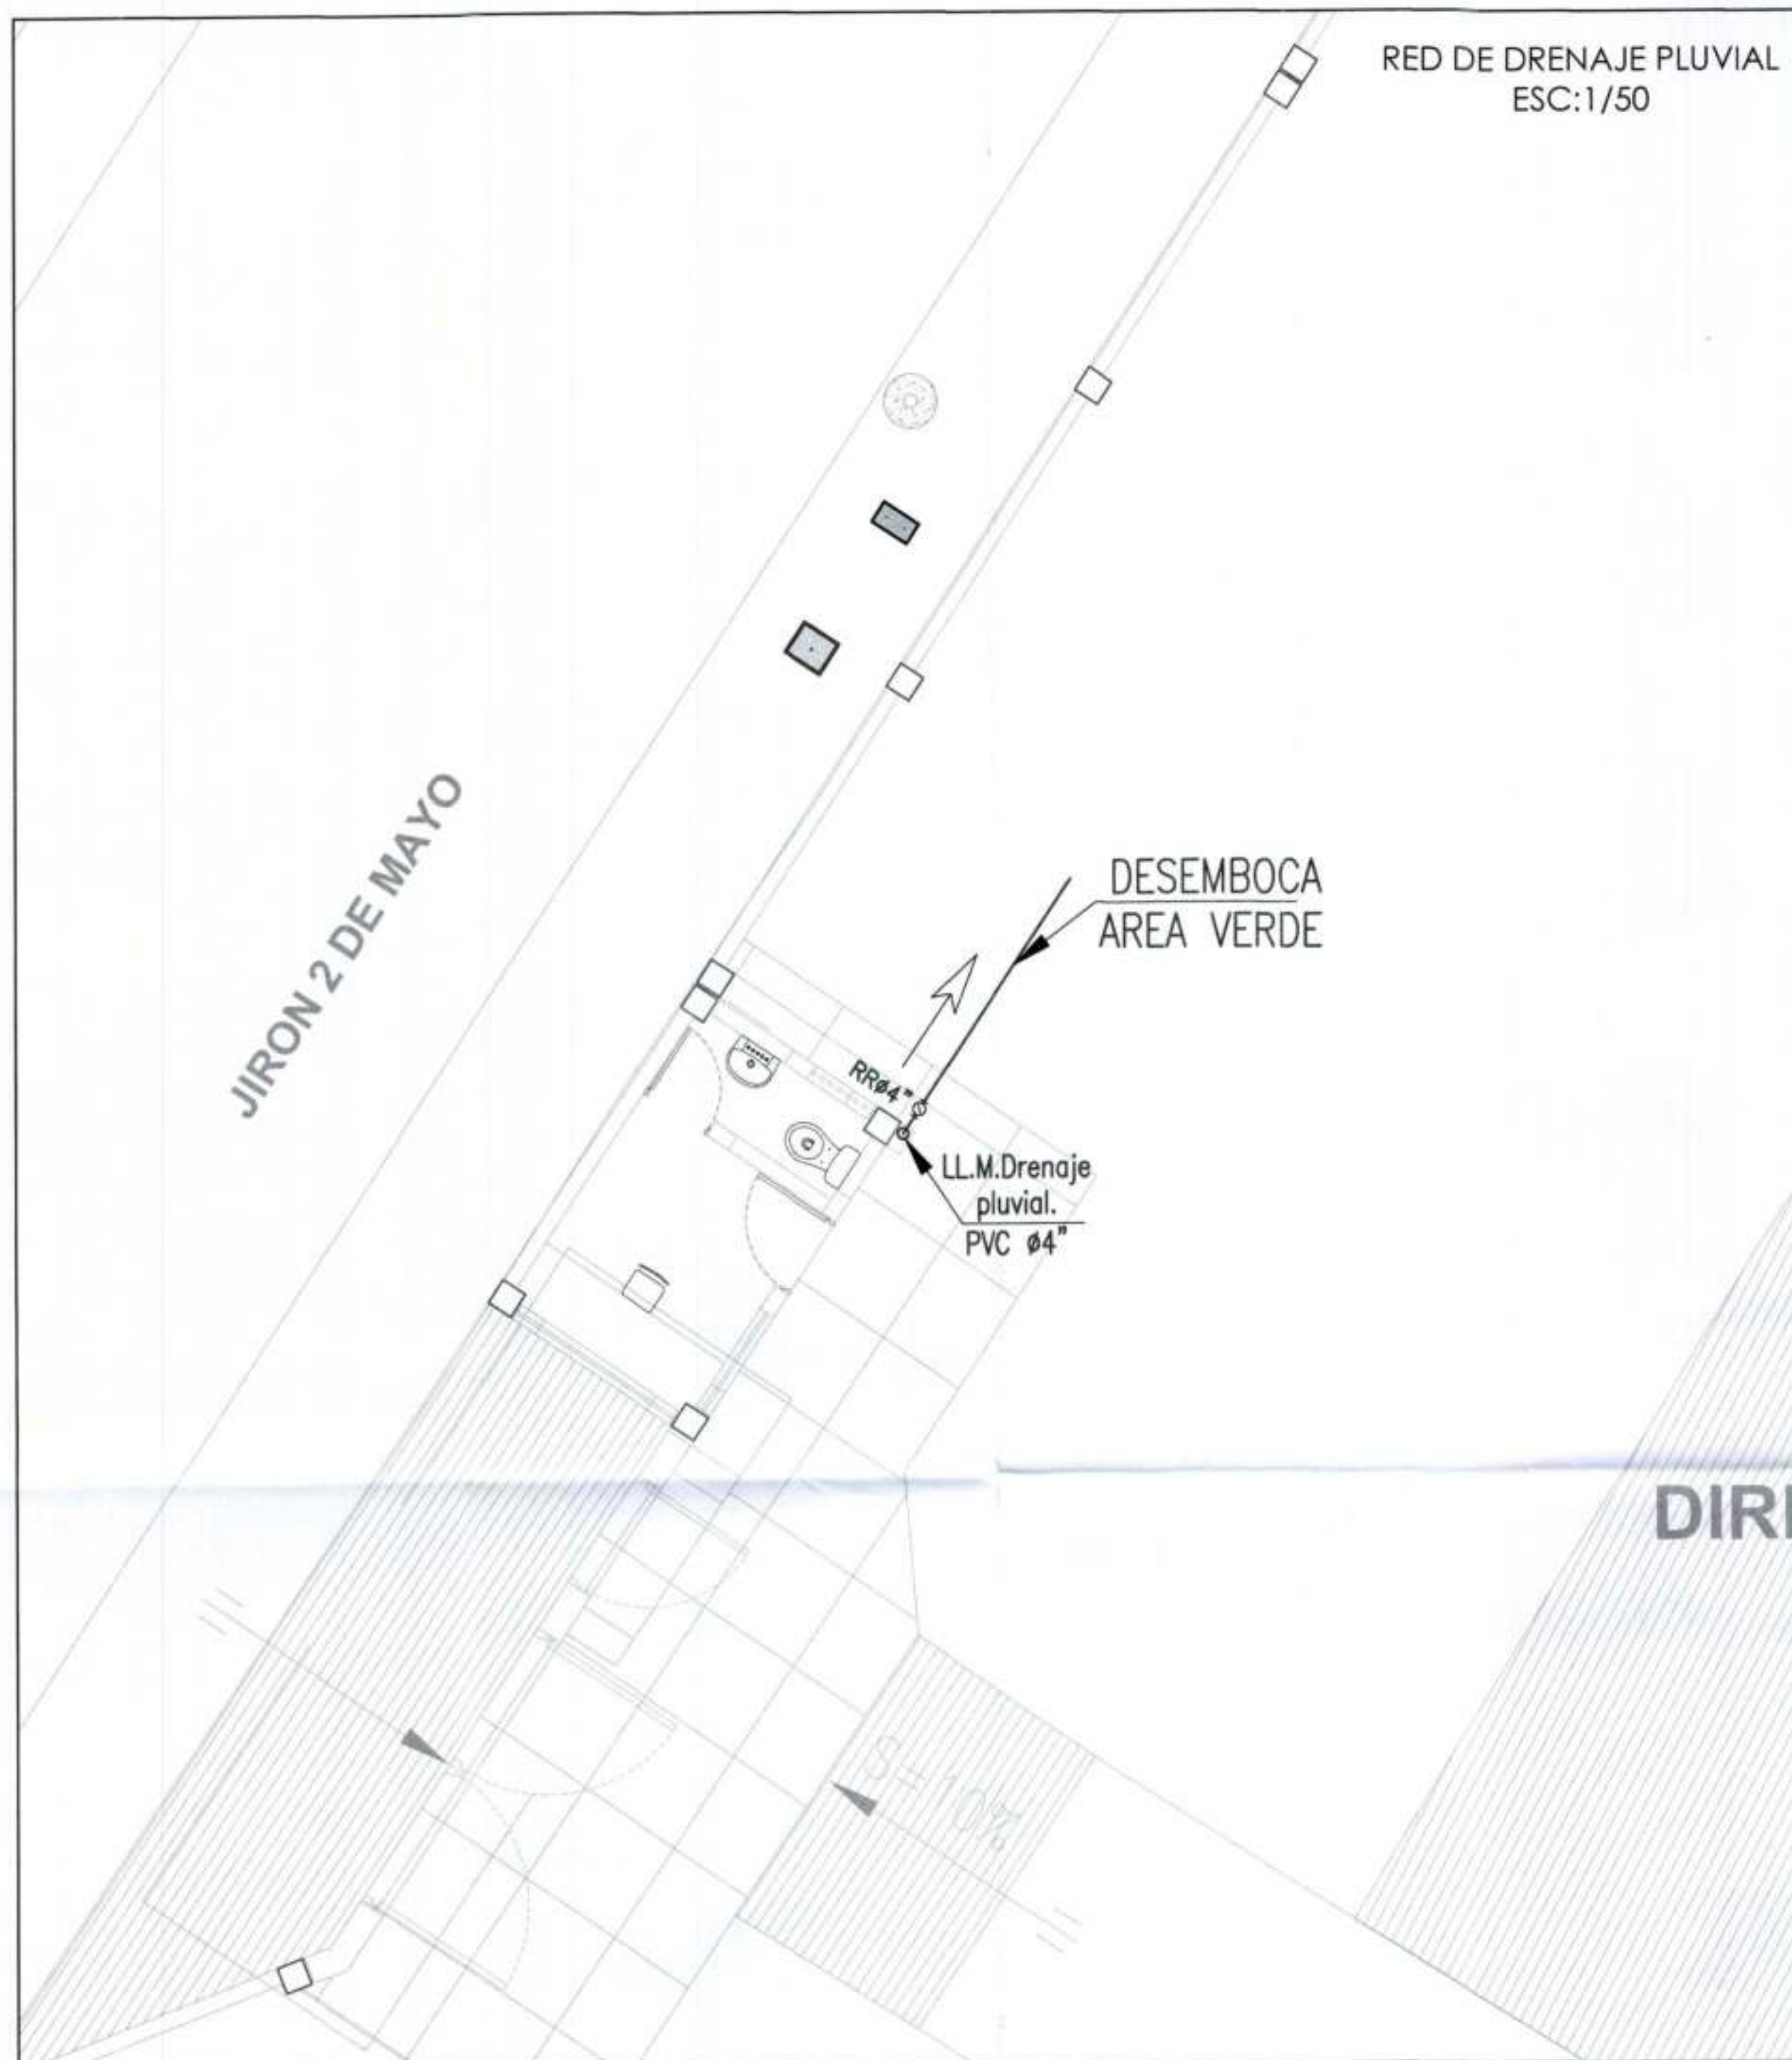 RED DE DRENAJE PLUVIAL
ESC:1/50
JIRON 2 DE MAYO
DESEMBOCA
AREA VERDE
RRø4"
LL.M.Drenaje
pluvial.
PVC ø4"
S=10%